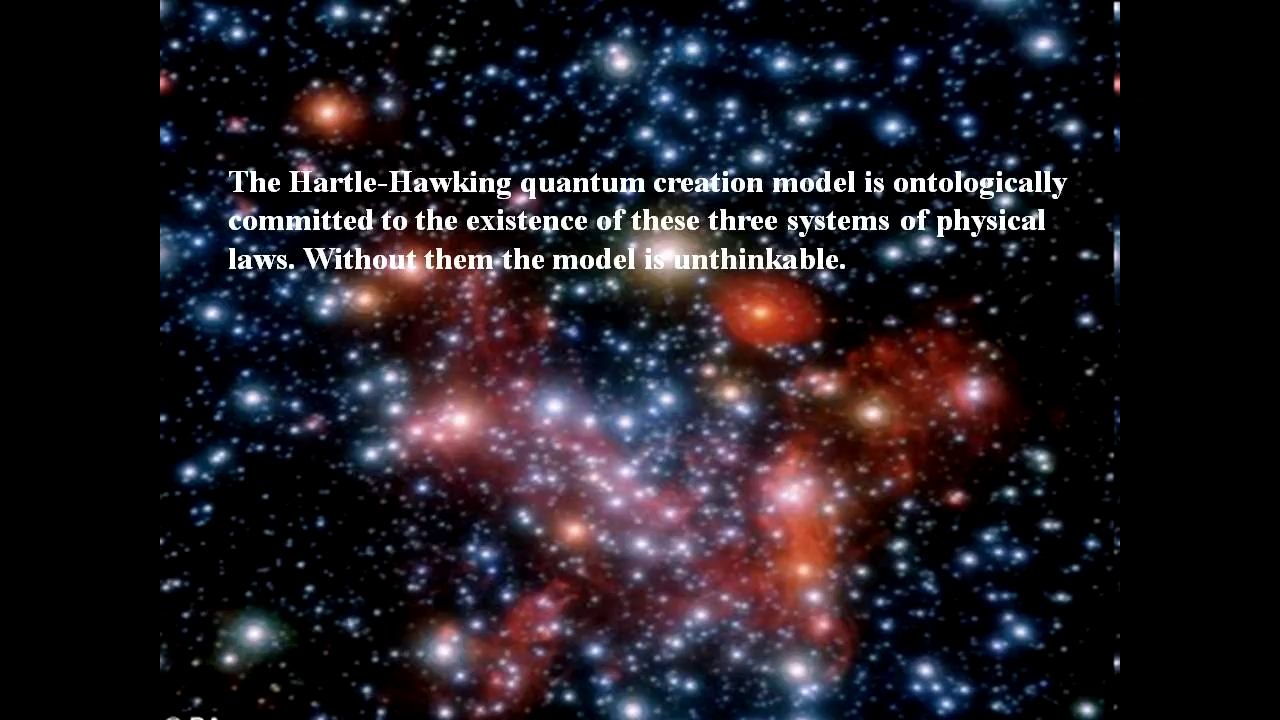 The Hartle-Hawking quantum creation model is ontologically
committed to the existence of these three systems of physical
laws. Without them the model is unthinkable.